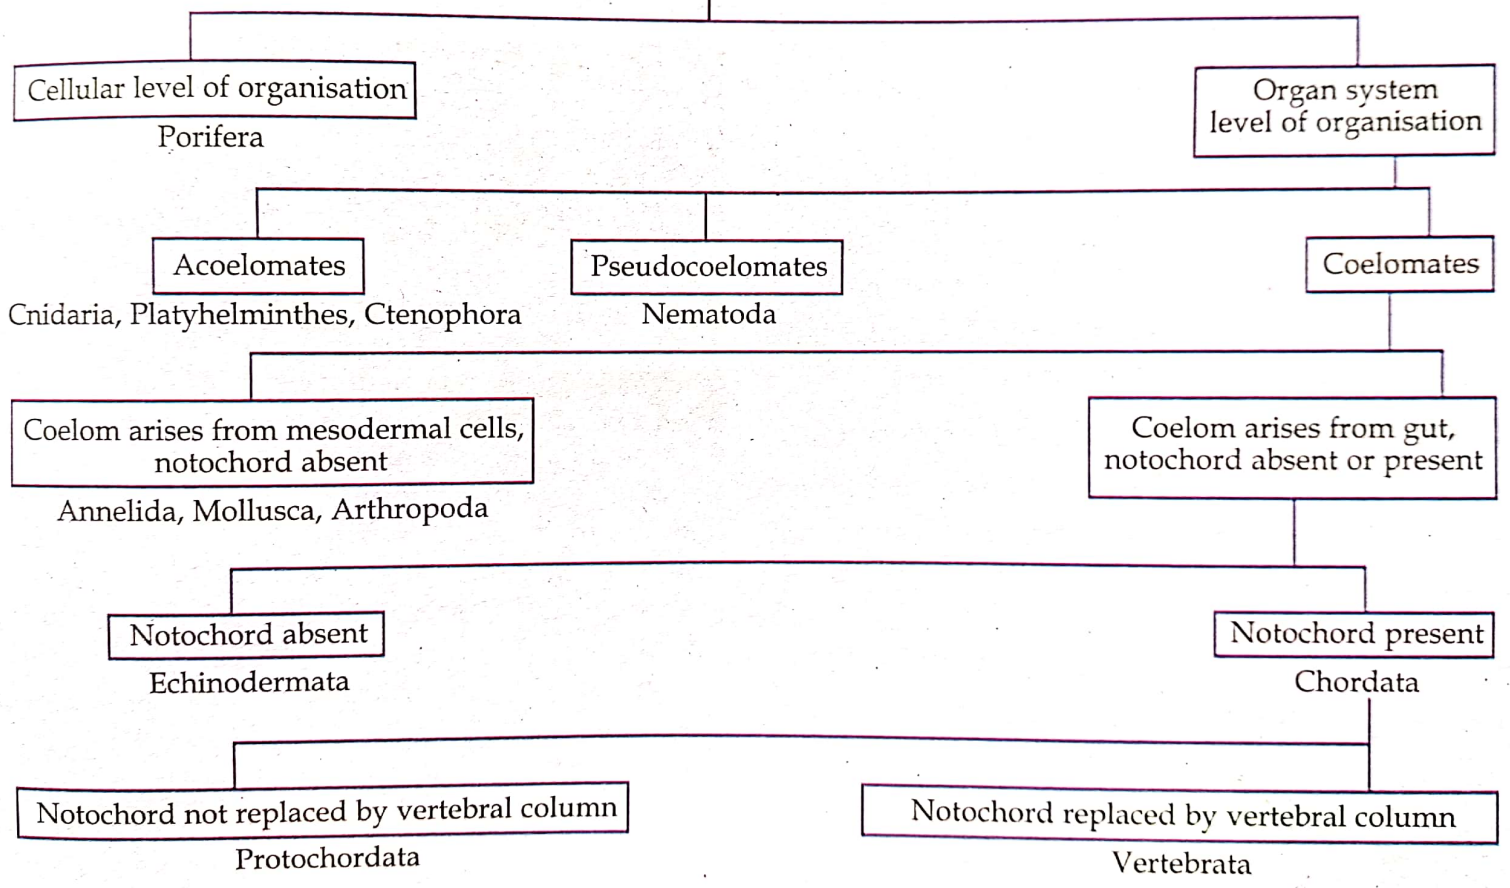 Cellular level of organisation
Porifera
Organ system
level of organisation
Acoelomates
Cnidaria, Platyhelminthes, Ctenophora
Pseudocoelomates
Nematoda
Coelomates
Coelom arises from mesodermal cells,
notochord absent
Annelida, Mollusca, Arthropoda
Coelom arises from gut,
notochord absent or present
Notochord absent
Echinodermata
Notochord present
Chordata
Notochord not replaced by vertebral column
Protochordata
Notochord replaced by vertebral column
Vertebrata